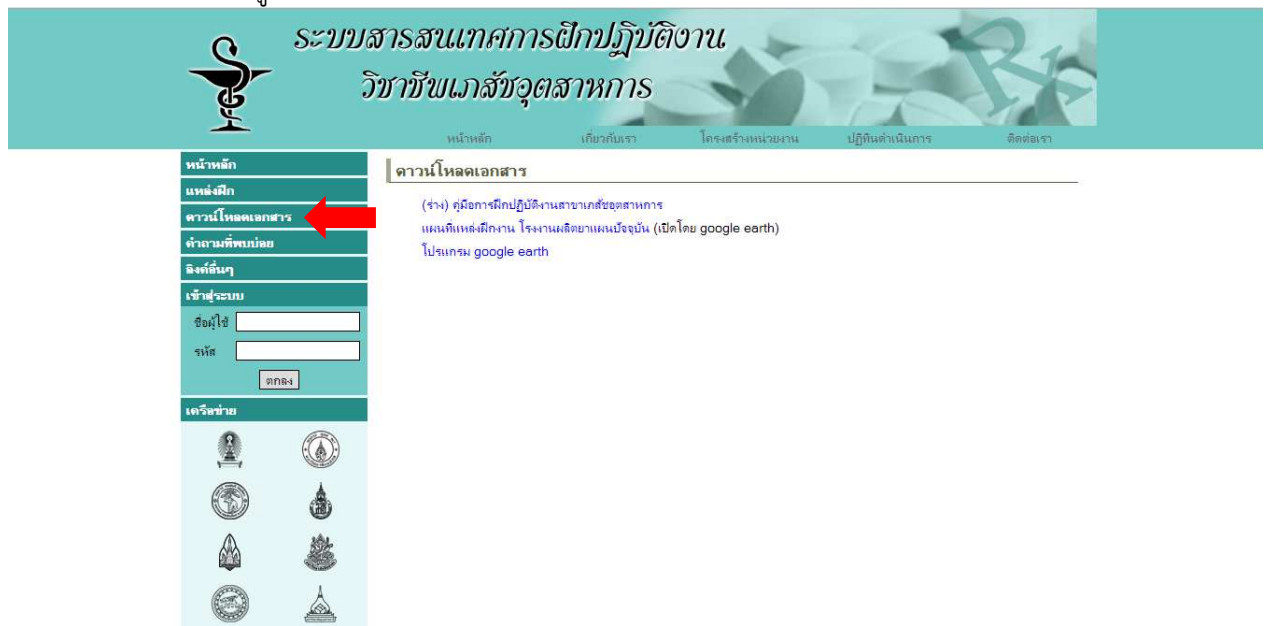 ระบบสารสนเทศการฝึกปฏิบัติงาน
วิชาชีพเภสัชอุตสาหการ
Rx
หน้าหลัก เกี่ยวกับเรา โครงสร้างหน่วยงาน ปฏิทินดำเนินการ ติดต่อเรา
หน้าหลัก
แหล่งฝึก
ดาวน์โหลดเอกสาร
คำถามที่พบบ่อย
ลิงค์อื่นๆ
เข้าสู่ระบบ
ชื่อผู้ใช้
รหัส
ตกลง
เครือข่าย
ดาวน์โหลดเอกสาร
(ร่าง) คู่มือการฝึกปฏิบัติงานสาขาเภสัชอุตสาหการ
แผนที่แหล่งฝึกงาน โรงงานผลิตยาแผนปัจจุบัน (เปิดโดย google earth)
โปรแกรม google earth